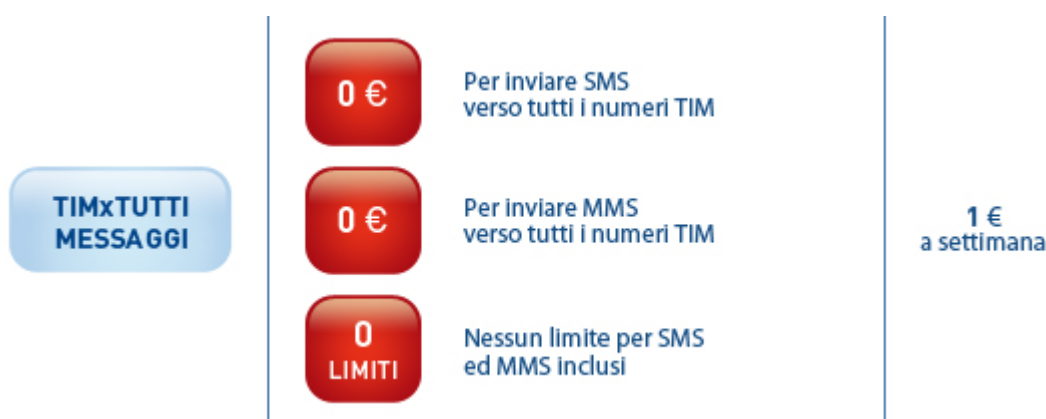 TIMxTUTTI
MESSAGGI
0 €
Per inviare SMS
verso tutti i numeri TIM
0 €
Per inviare MMS
verso tutti i numeri TIM
0
LIMITI
Nessun limite per SMS
ed MMS inclusi
1 €
a settimana